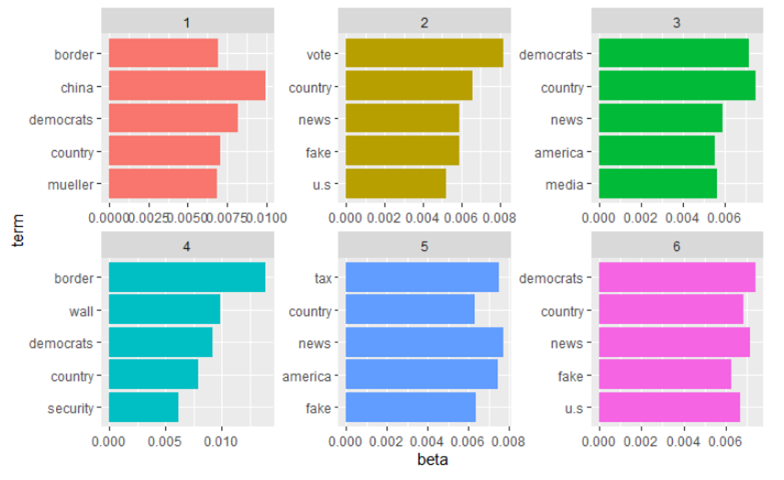 1
2
3
border
china
democrats
country
mueller
vote
country
news
fake
u.s
democrats
country
news
america
media
0.0000 0.0025 0.0050 0.0075 0.0100
0.000 0.002 0.004 0.006 0.008
0.000 0.002 0.004 0.006
term
4
5
6
border
wall
democrats
country
security
tax
country
news
america
fake
democrats
country
news
fake
u.s
0.000 0.005 0.010
0.000 0.002 0.004 0.006 0.008
0.000 0.002 0.004 0.006
beta